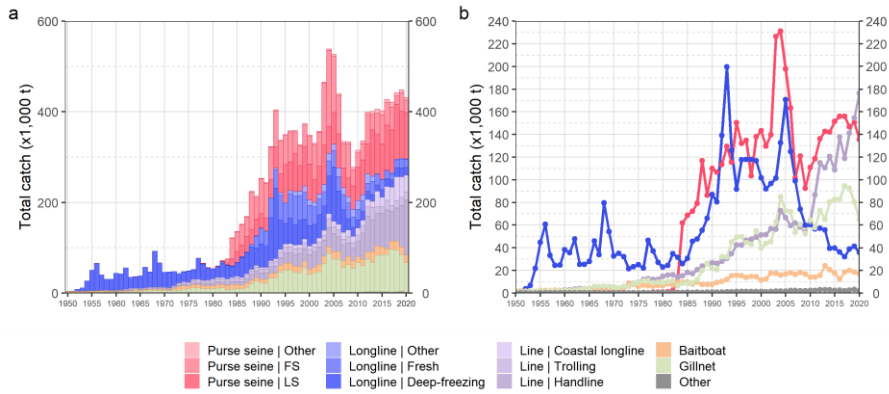 a
b
Total catch (x1,000 t)
600
400
200
0
600
400
200
0
1950 1955 1960 1965 1970 1975 1980 1985 1990 1995 2000 2005 2010 2015 2020
Total catch (x1,000 t)
240
220
200
180
160
140
120
100
80
60
40
20
0
240
220
200
180
160
140
120
100
80
60
40
20
0
1950 1955 1960 1965 1970 1975 1980 1985 1990 1995 2000 2005 2010 2015 2020
Purse seine | Other
Purse seine | FS
Purse seine | LS
Longline | Other
Longline | Fresh
Longline | Deep-freezing
Line | Coastal longline
Line | Trolling
Line | Handline
Baitboat
Gillnet
Other